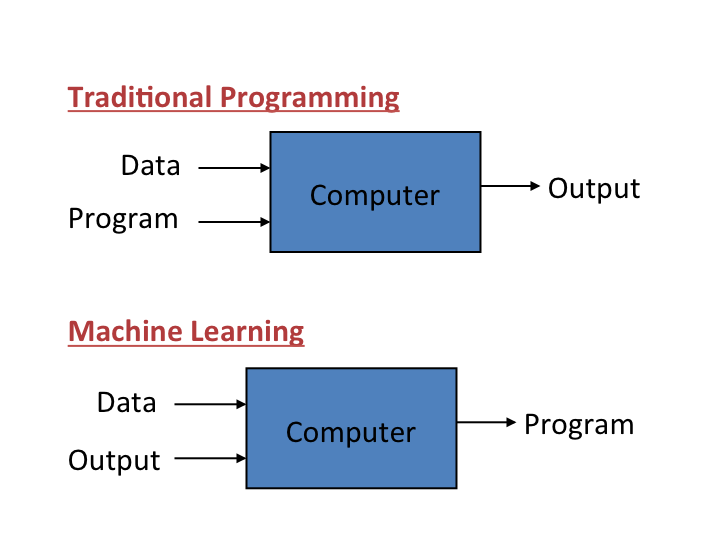 Traditional Programming
Data
Program
Computer
Output
Machine Learning
Data
Output
Computer
Program